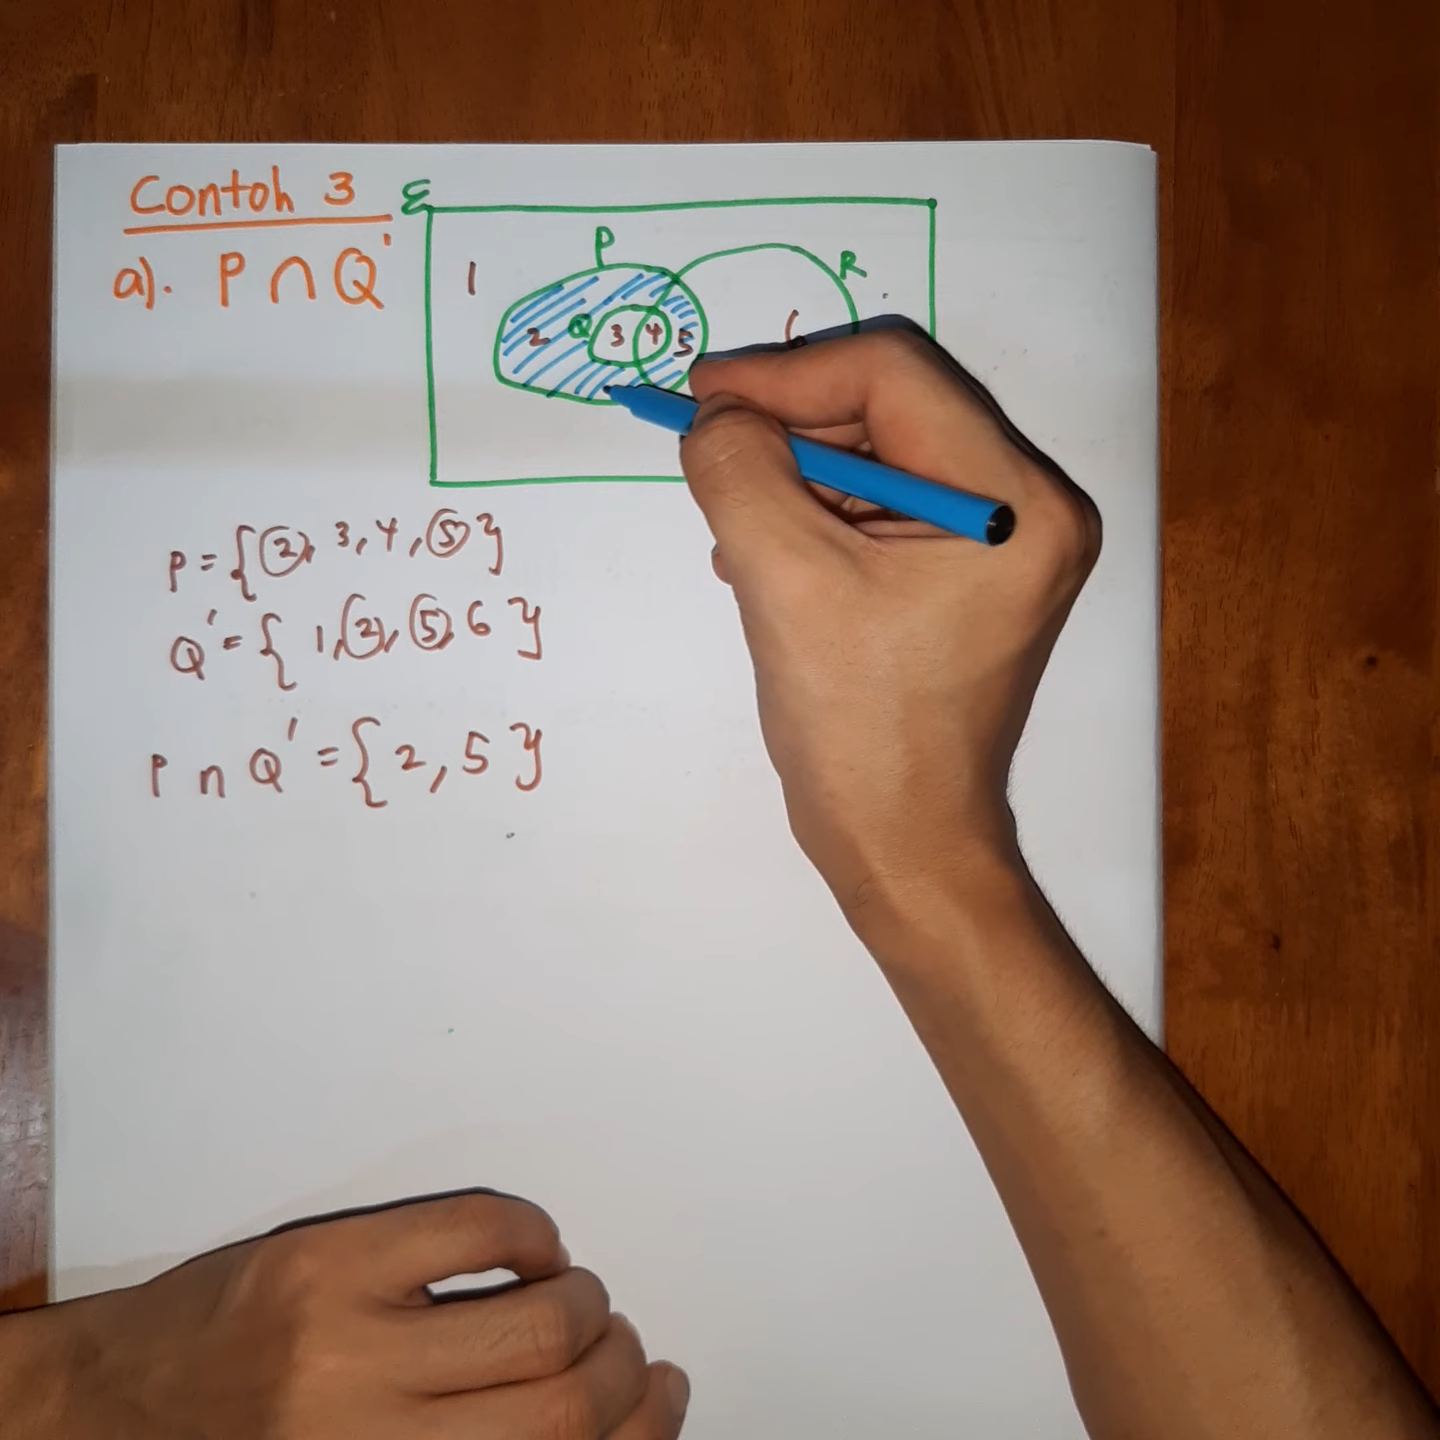 Contoh 3
a). P ∩ Q'
ξ
P
R
1
2 Q 3 4 5
P = {2, 3, 4, 5}
Q' = {1, 2, 5, 6}
P ∩ Q' = {2, 5}